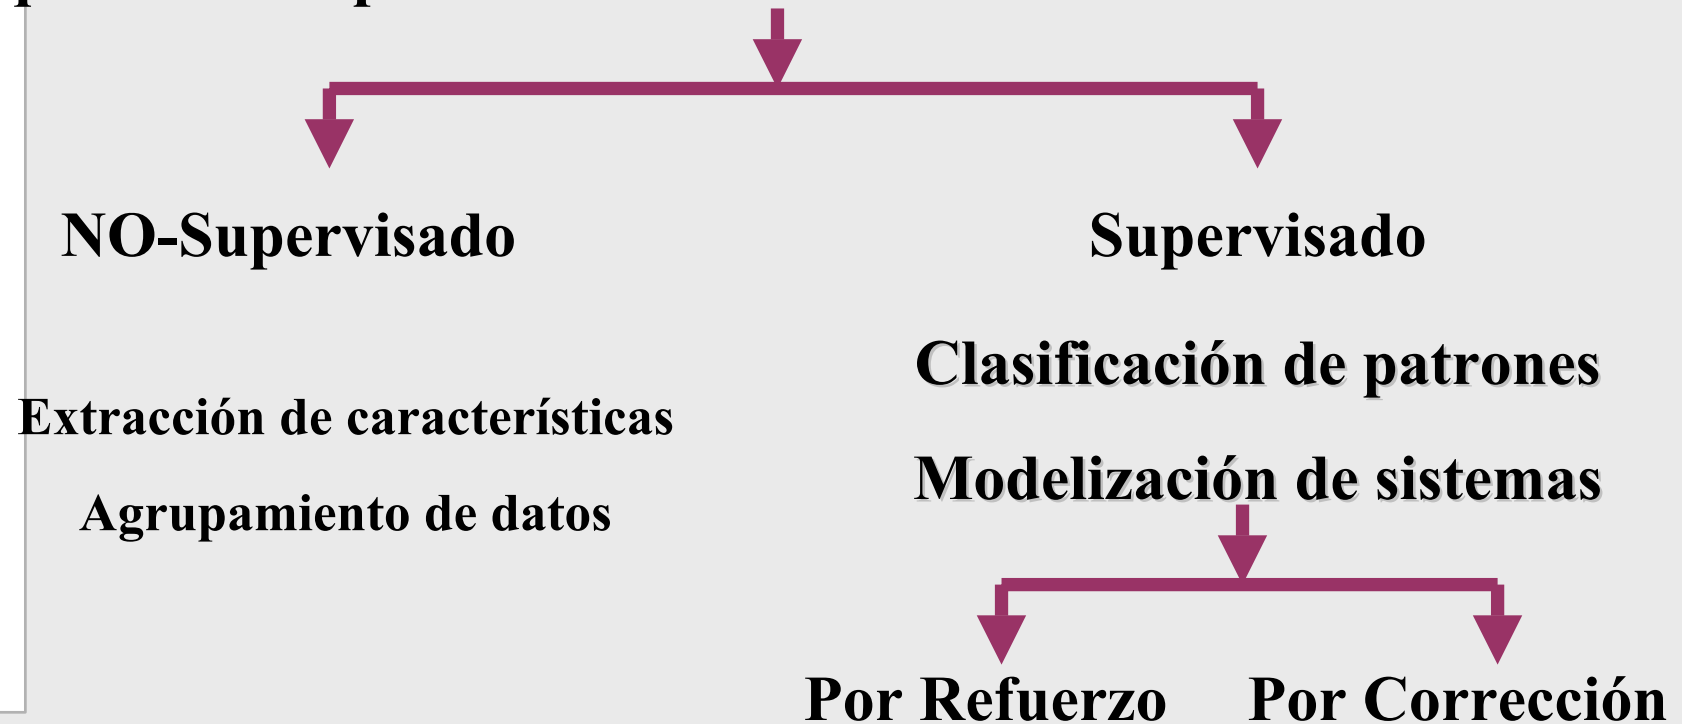 NO-Supervisado
Supervisado
Extracción de características
Agrupamiento de datos
Clasificación de patrones
Modelización de sistemas
Por Refuerzo
Por Corrección